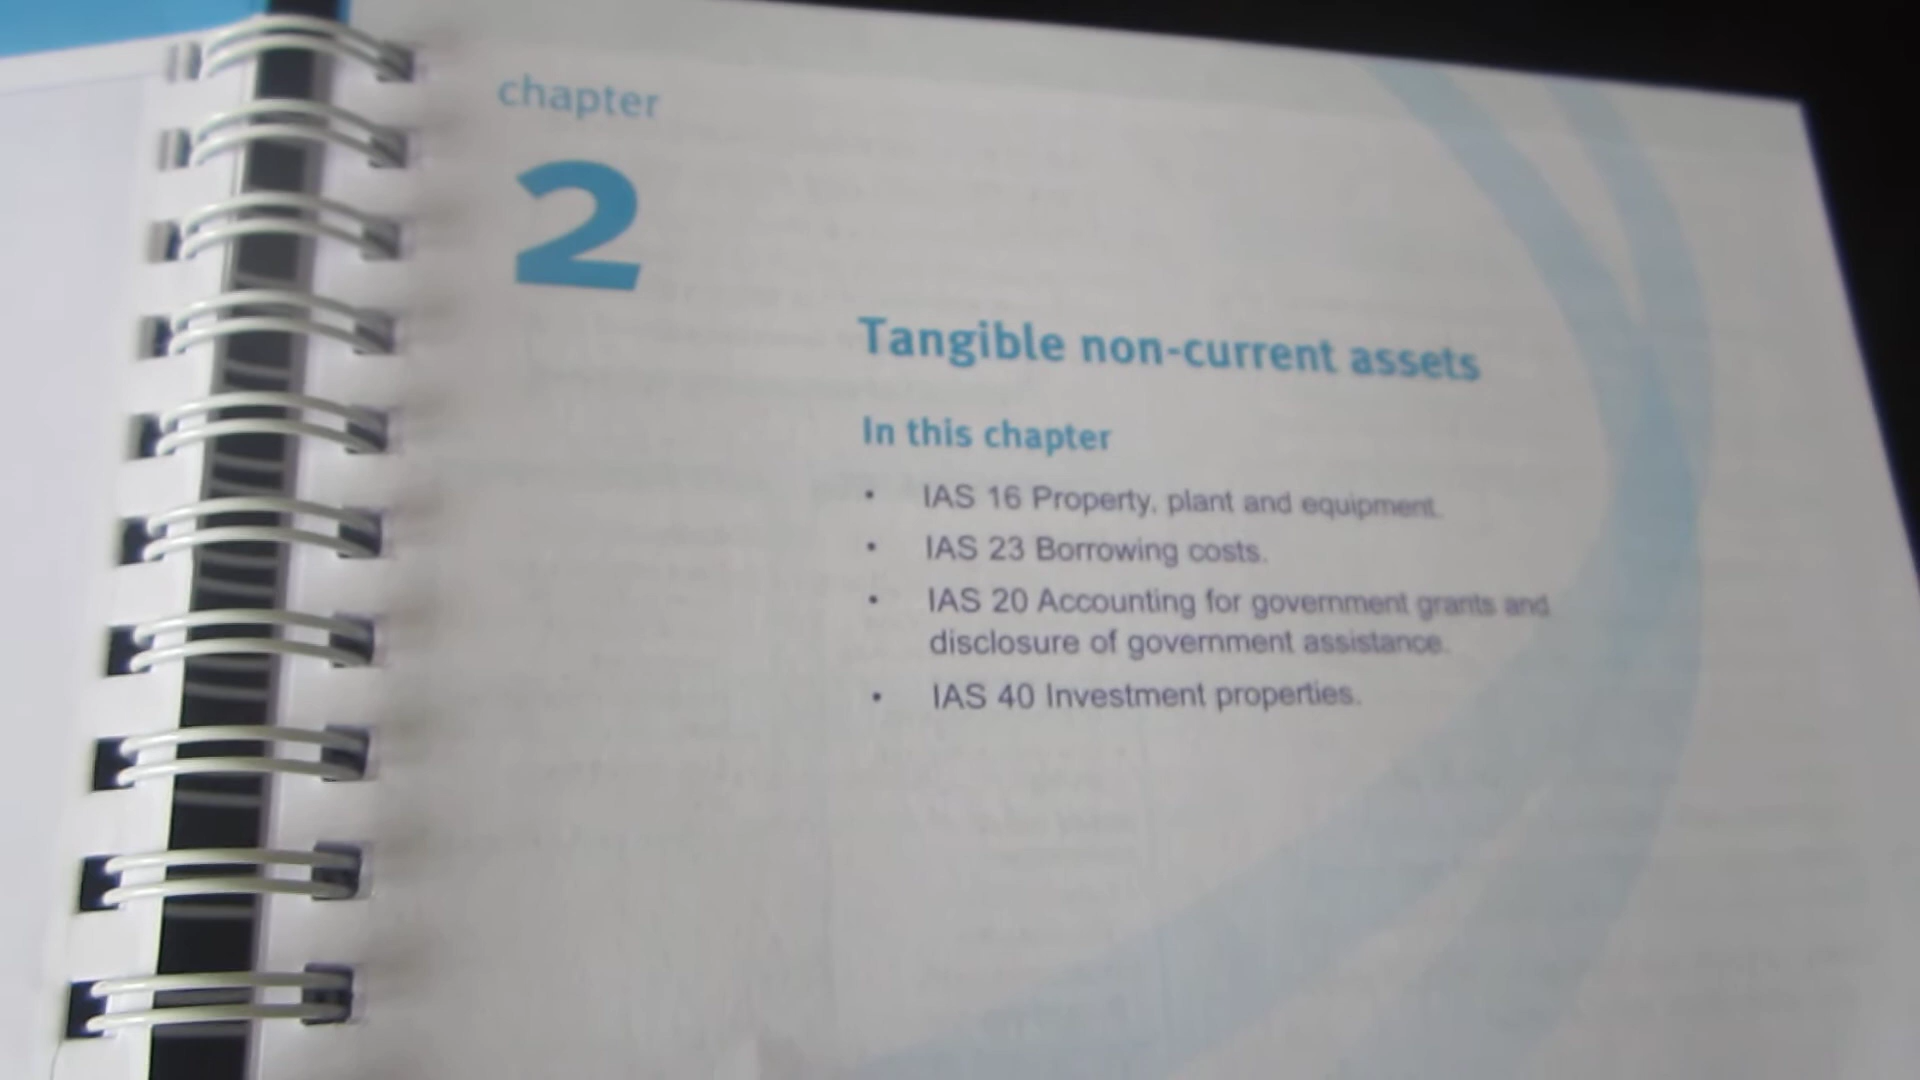 chapter
2
Tangible non-current assets
In this chapter
• IAS 16 Property, plant and equipment.
• IAS 23 Borrowing costs.
• IAS 20 Accounting for government grants and
disclosure of government assistance.
• IAS 40 Investment properties.